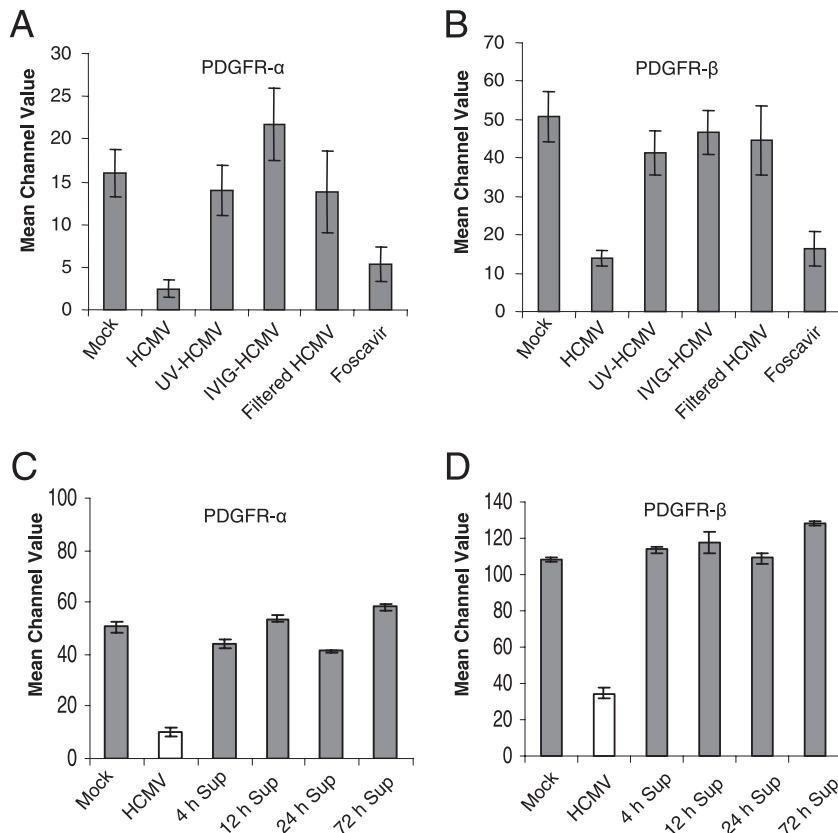 A
PDGFR-α
Mean Channel Value
30
25
20
15
10
5
0
Mock
HCMV
UV-HCMV
IVIG-HCMV
Filtered HCMV
Foscavir
B
PDGFR-β
Mean Channel Value
70
60
50
40
30
20
10
0
Mock
HCMV
UV-HCMV
IVIG-HCMV
Filtered HCMV
Foscavir
C
PDGFR-α
Mean Channel Value
100
80
60
40
20
0
Mock
HCMV
4 h Sup
12 h Sup
24 h Sup
72 h Sup
D
PDGFR-β
Mean Channel Value
140
120
100
80
60
40
20
0
Mock
HCMV
4 h Sup
12 h Sup
24 h Sup
72 h Sup